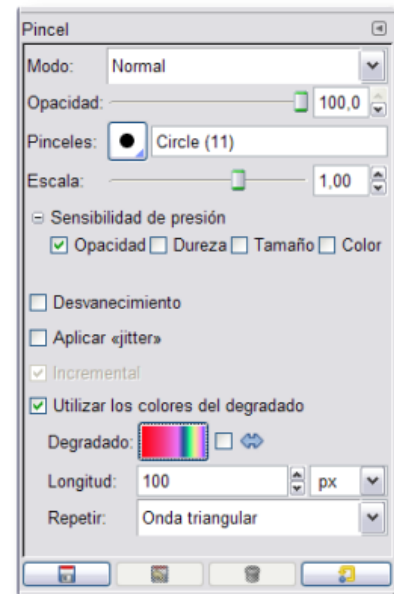 Pincel
Modo: Normal
Opacidad: 100,0
Pinceles: Circle (11)
Escala: 1,00
Sensibilidad de presión
Opacidad Dureza Tamaño Color
Desvanecimiento
Aplicar «jitter»
Incremental
Utilizar los colores del degradado
Degradado:
Longitud: 100 px
Repetir: Onda triangular